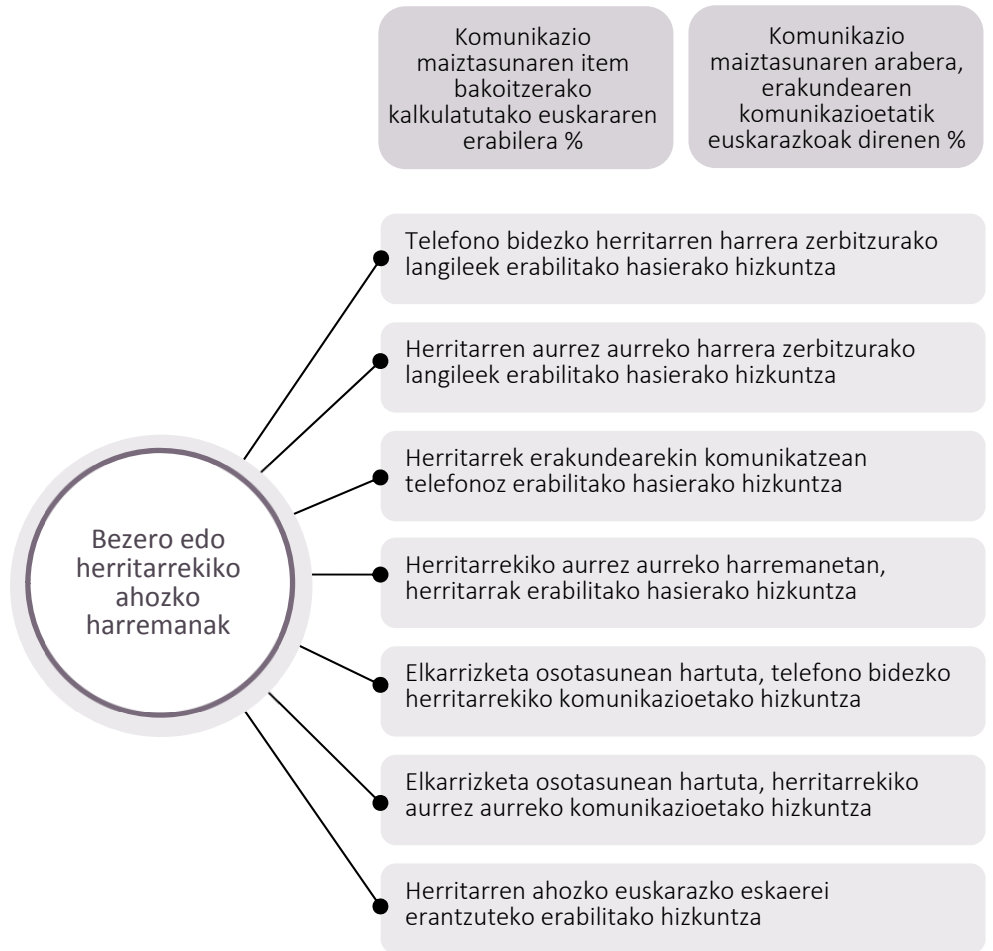 Komunikazio
maiztasunaren item
bakoitzerako
kalkulatutako euskararen
erabilera %
Komunikazio
maiztasunaren arabera,
erakundearen
komunikazioetatik
euskarazkoak direnen %
Telefono bidezko herritarren harrera zerbitzurako
langileek erabilitako hasierako hizkuntza
Herritarren aurrez aurreko harrera zerbitzurako
langileek erabilitako hasierako hizkuntza
Herritarrek erakundearekin komunikatzean
telefonoz erabilitako hasierako hizkuntza
Bezero edo
herritarrekiko
ahozko
harremanak
Herritarrekiko aurrez aurreko harremanetan,
herritarrak erabilitako hasierako hizkuntza
Elkarrizketa osotasunean hartuta, telefono bidezko
herritarrekiko komunikazioetako hizkuntza
Elkarrizketa osotasunean hartuta, herritarrekiko
aurrez aurreko komunikazioetako hizkuntza
Herritarren ahozko euskarazko eskaerei
erantzuteko erabilitako hizkuntza